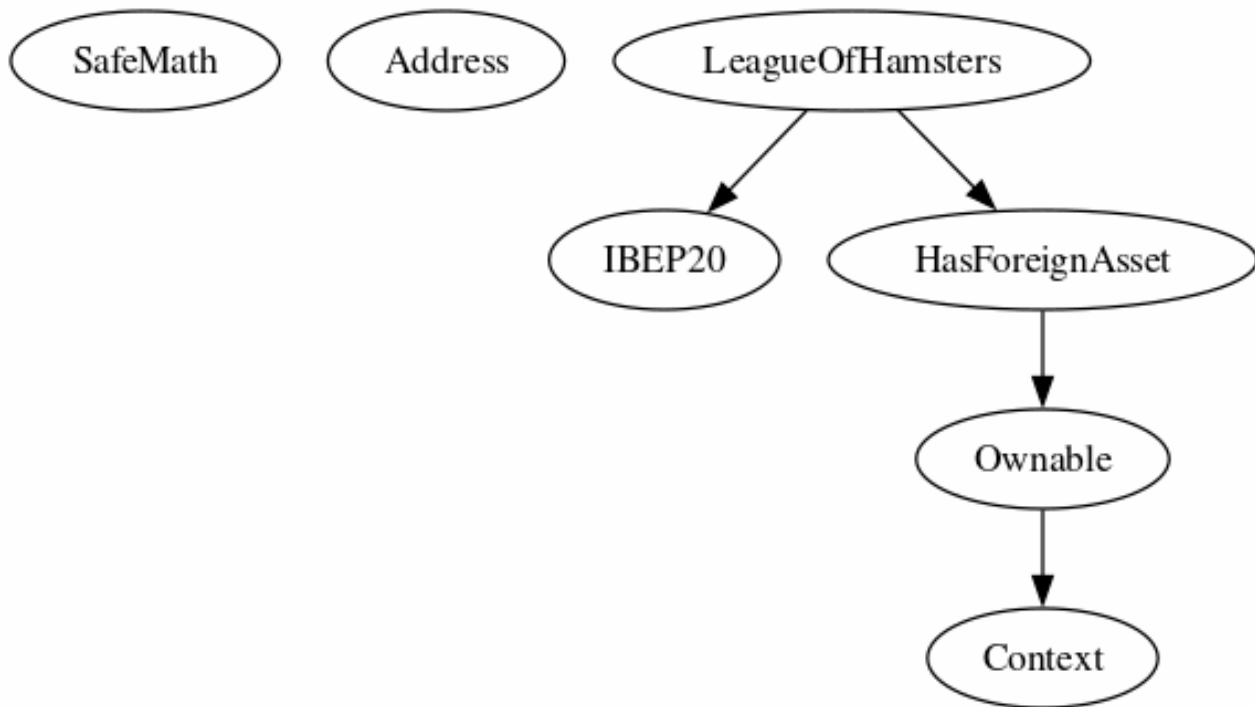 SafeMath
Address
LeagueOfHamsters
IBEP20
HasForeignAsset
Ownable
Context